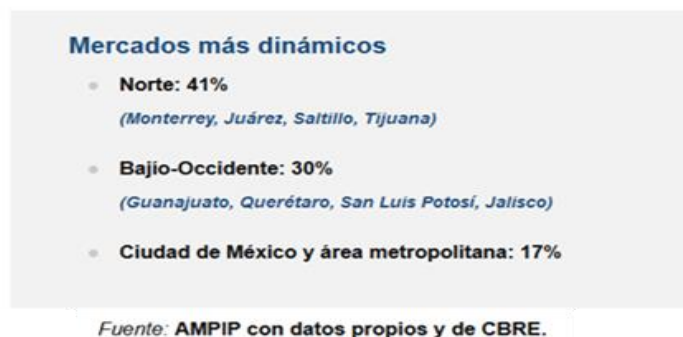 Mercados más dinámicos
Norte: 41%
(Monterrey, Juárez, Saltillo, Tijuana)
Bajío-Occidente: 30%
(Guanajuato, Querétaro, San Luis Potosí, Jalisco)
Ciudad de México y área metropolitana: 17%
Fuente: AMPIP con datos propios y de CBRE.